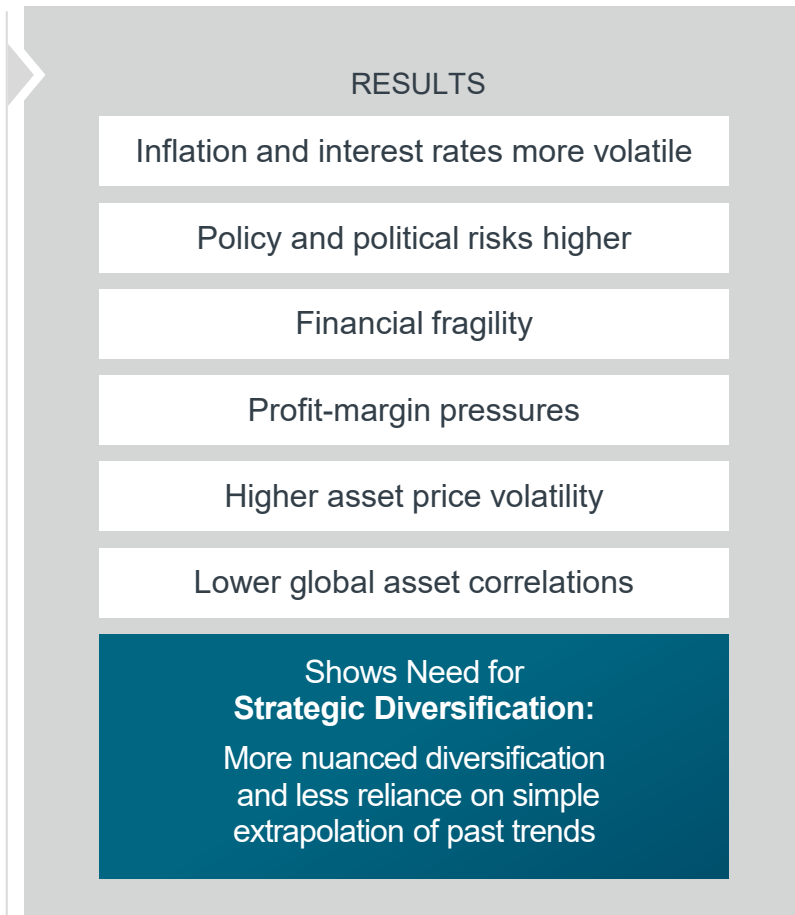 RESULTS
Inflation and interest rates more volatile
Policy and political risks higher
Financial fragility
Profit-margin pressures
Higher asset price volatility
Lower global asset correlations
Shows Need for
Strategic Diversification:
More nuanced diversification
and less reliance on simple
extrapolation of past trends